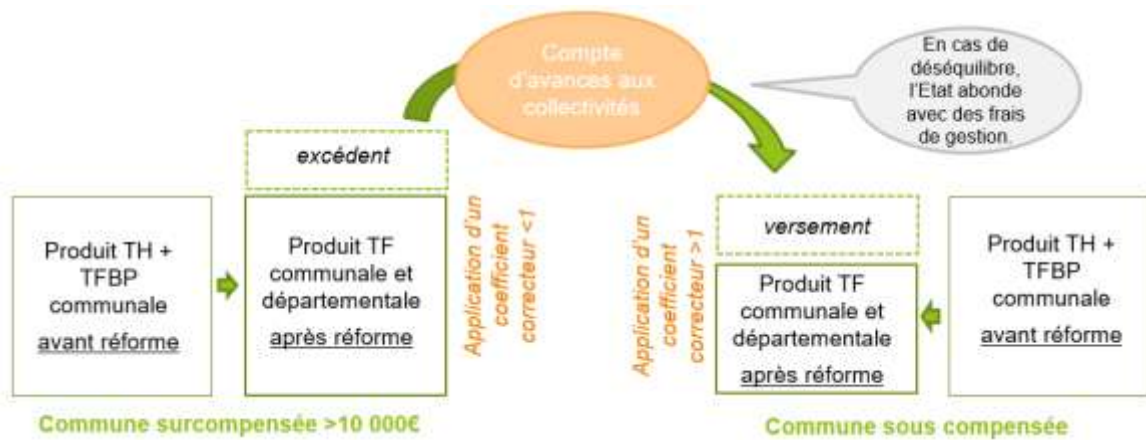 Compte
d'avances aux
collectivités
En cas de
déséquilibre,
l'Etat abonde
avec des frais
de gestion.
excédent
Produit TH +
TFBP
communale
avant réforme
Produit TF
communale et
départementale
après réforme
Application d'un
coefficient
correcteur <1
Commune surcompensée >10 000€
Application d'un
coefficient
correcteur >1
versement
Produit TF
communale et
départementale
après réforme
Produit TH +
TFBP
communale
avant réforme
Commune sous compensée